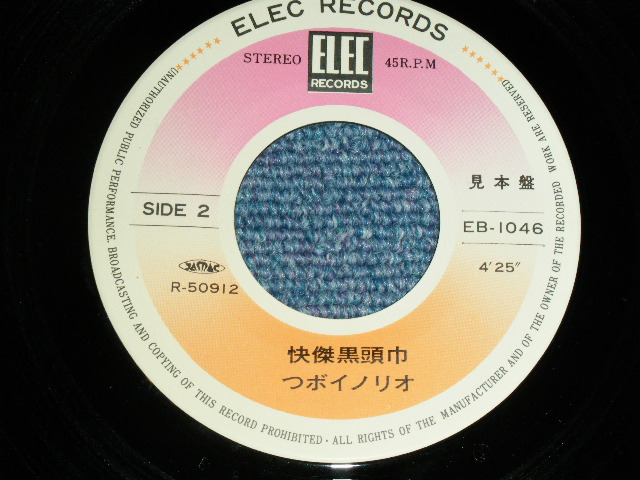 ELEC RECORDS
STEREO
ELEC
RECORDS
45R.P.M
見本盤
SIDE 2
EB-1046
JASRAC
R-50912
4'25"
快傑黒頭巾
つボイノリオ
UNAUTHORIZED PUBLIC PERFORMANCE, BROADCASTING AND COPYING OF THIS RECORD PROHIBITED · ALL RIGHTS OF THE MANUFACTURER AND OF THE OWNER OF THE RECORDED WORK ARE RESERVED